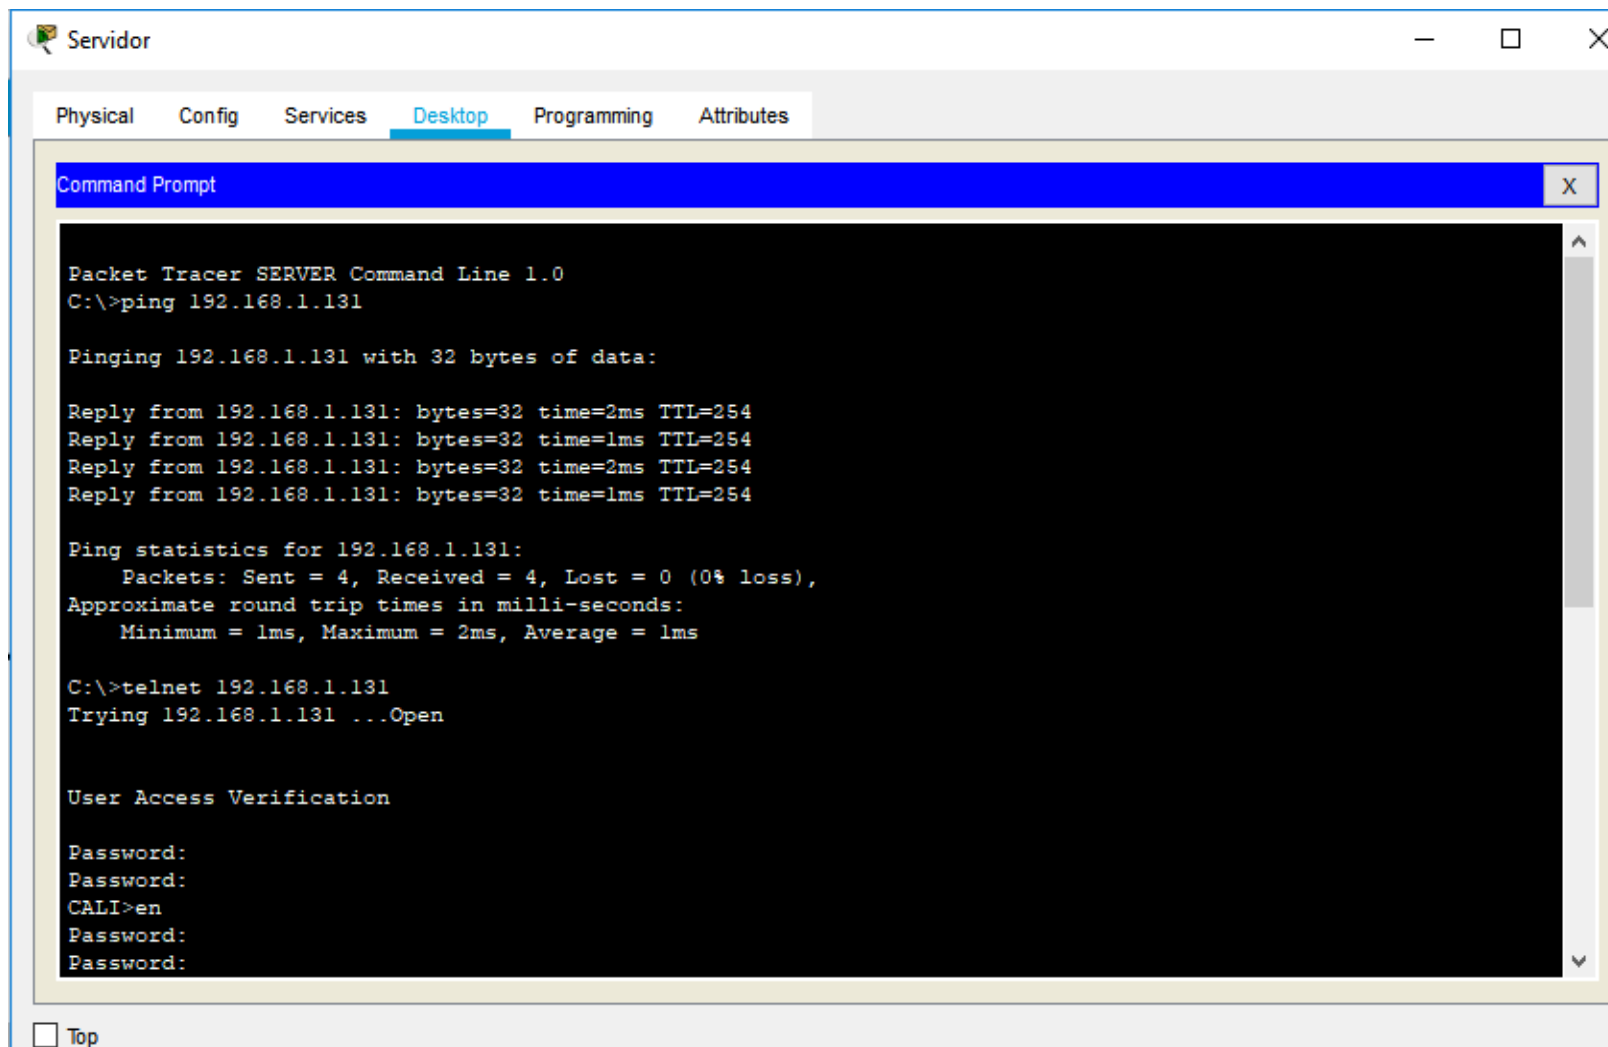 Servidor
Physical Config Services Desktop Programming Attributes
Command Prompt
X
Packet Tracer SERVER Command Line 1.0
C:\>ping 192.168.1.131
Pinging 192.168.1.131 with 32 bytes of data:
Reply from 192.168.1.131: bytes=32 time=2ms TTL=254
Reply from 192.168.1.131: bytes=32 time=1ms TTL=254
Reply from 192.168.1.131: bytes=32 time=2ms TTL=254
Reply from 192.168.1.131: bytes=32 time=1ms TTL=254
Ping statistics for 192.168.1.131:
    Packets: Sent = 4, Received = 4, Lost = 0 (0% loss),
Approximate round trip times in milli-seconds:
    Minimum = 1ms, Maximum = 2ms, Average = 1ms
C:\>telnet 192.168.1.131
Trying 192.168.1.131 ...Open
User Access Verification
Password:
Password:
CALI>en
Password:
Password:
Top